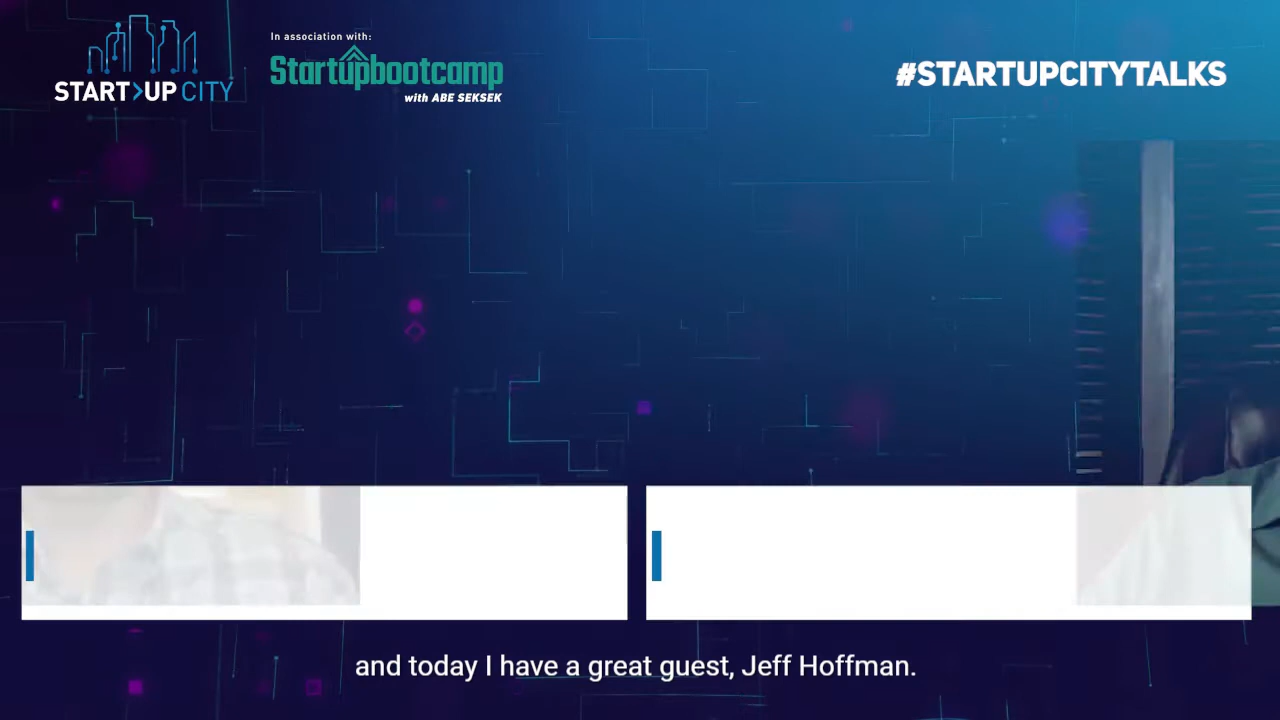 START>UP CITY
In association with:
Startupbootcamp
with ABE SEKSEK
#STARTUPCITYTALKS
and today I have a great guest, Jeff Hoffman.